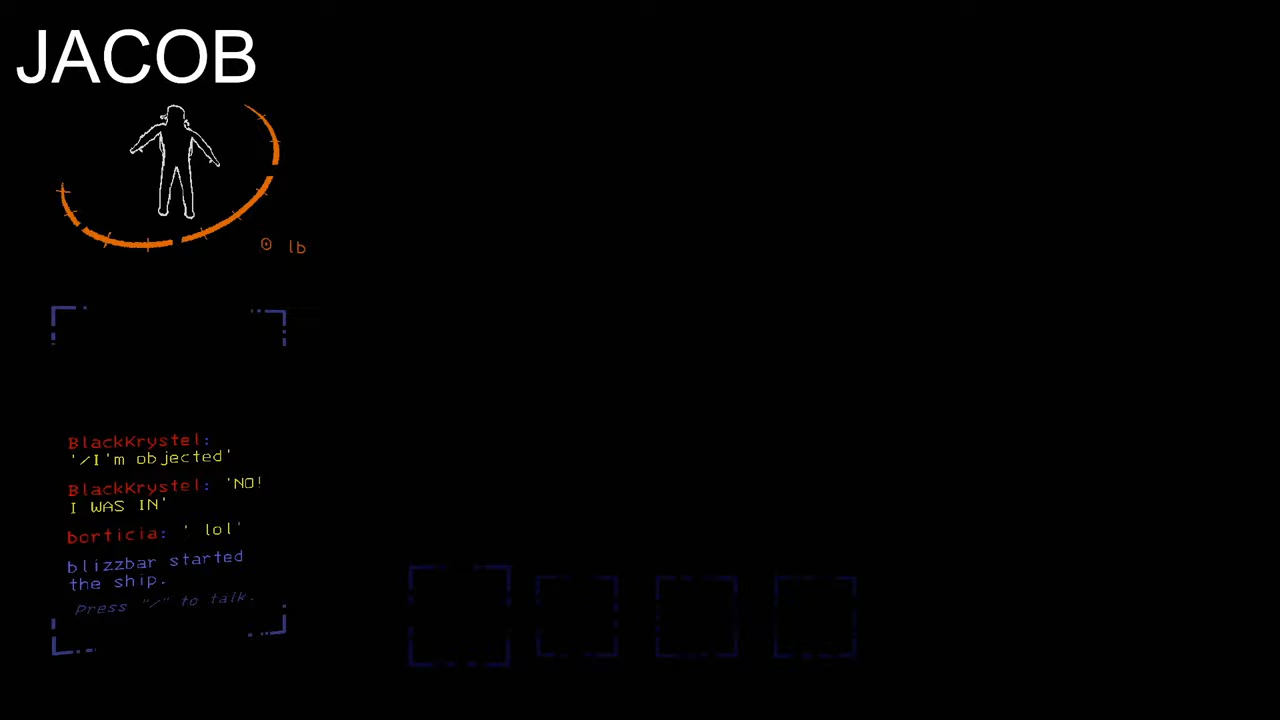 JACOB
0 lb
BlackKrystel:
'/I'm objected'
BlackKrystel: 'NO!
I WAS IN'
borticia: ' lol'
blizzbar started
the ship.
Press "/" to talk.